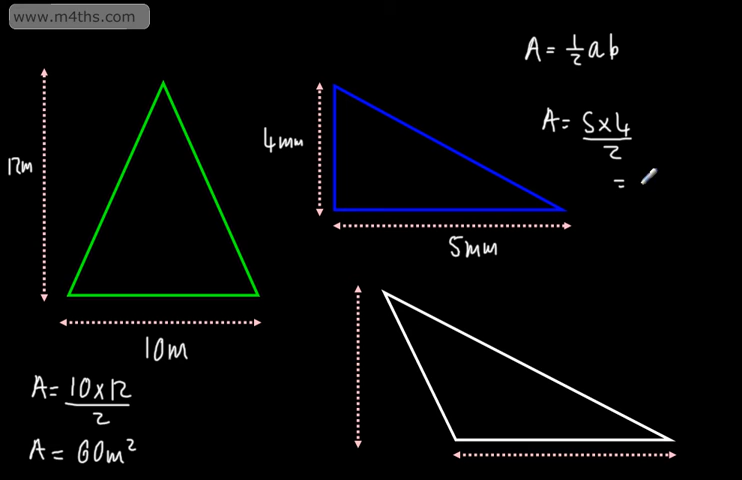 www.m4ths.com
A = ½ab
A = 5 x 4 / 2
=
12m
4mm
5mm
10m
A = 10 x 12 / 2
A = 60m²